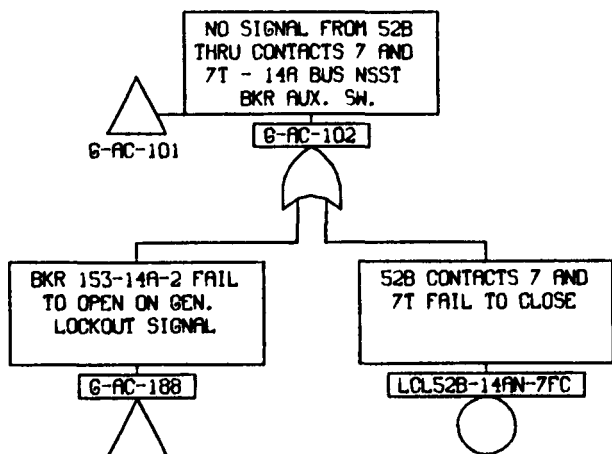 NO SIGNAL FROM 52B
THRU CONTACTS 7 AND
7T - 14A BUS NSST
BKR AUX. SW.
G-AC-101
G-AC-102
BKR 153-14A-2 FAIL
TO OPEN ON GEN.
LOCKOUT SIGNAL
G-AC-188
52B CONTACTS 7 AND
7T FAIL TO CLOSE
LCL52B-14AN-7FC